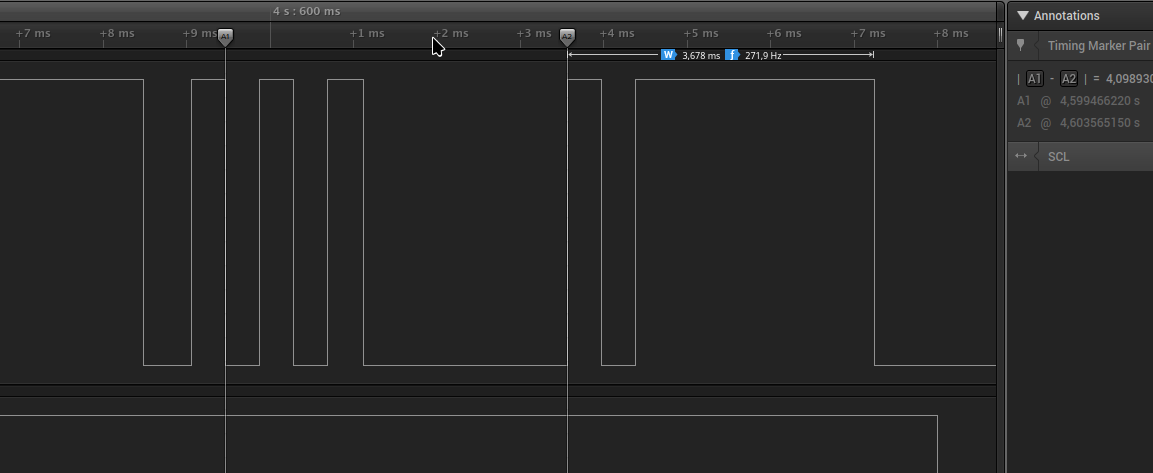 4 s : 600 ms
+7 ms +8 ms +9 ms A1 +1 ms +2 ms +3 ms A2 +4 ms +5 ms +6 ms +7 ms +8 ms
W 3,678 ms f 271,9 Hz
Annotations
Timing Marker Pair
| A1 - A2 | = 4,098930
A1 @ 4,599466220 s
A2 @ 4,603565150 s
SCL